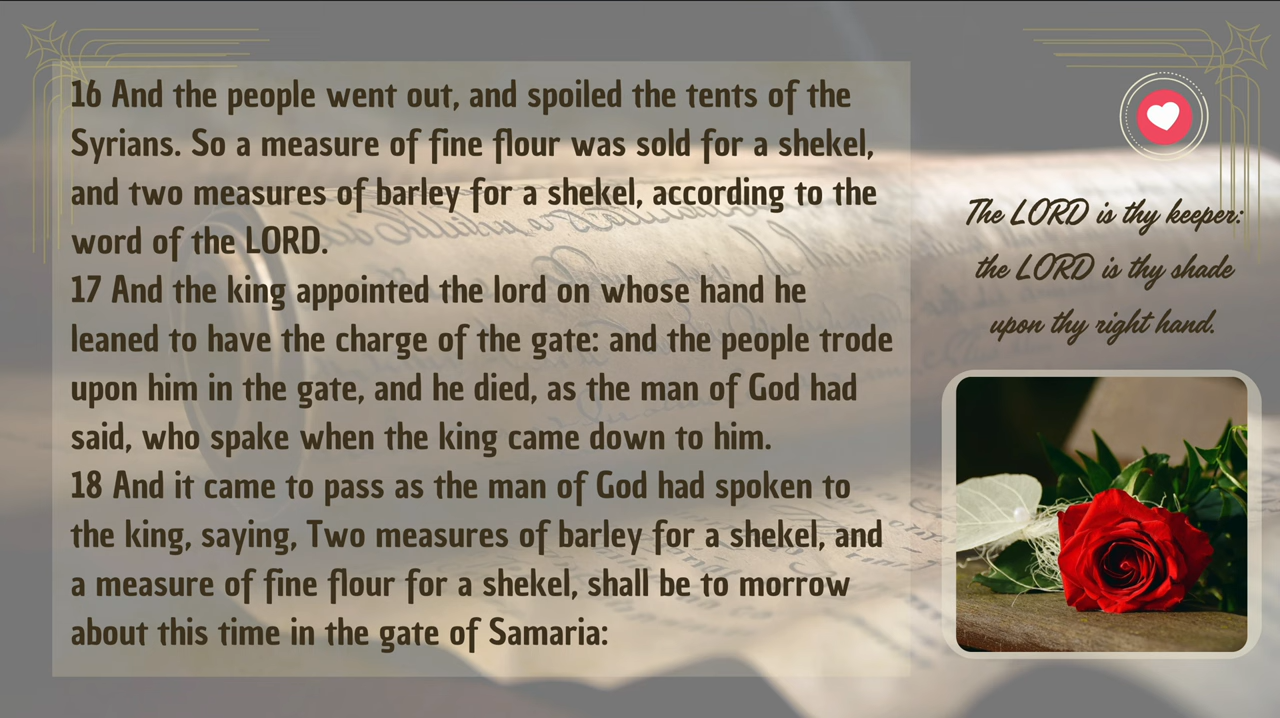 16 And the people went out, and spoiled the tents of the
Syrians. So a measure of fine flour was sold for a shekel,
and two measures of barley for a shekel, according to the
word of the LORD.
17 And the king appointed the lord on whose hand he
leaned to have the charge of the gate: and the people trode
upon him in the gate, and he died, as the man of God had
said, who spake when the king came down to him.
18 And it came to pass as the man of God had spoken to
the king, saying, Two measures of barley for a shekel, and
a measure of fine flour for a shekel, shall be to morrow
about this time in the gate of Samaria:
The LORD is thy keeper:
the LORD is thy shade
upon thy right hand.